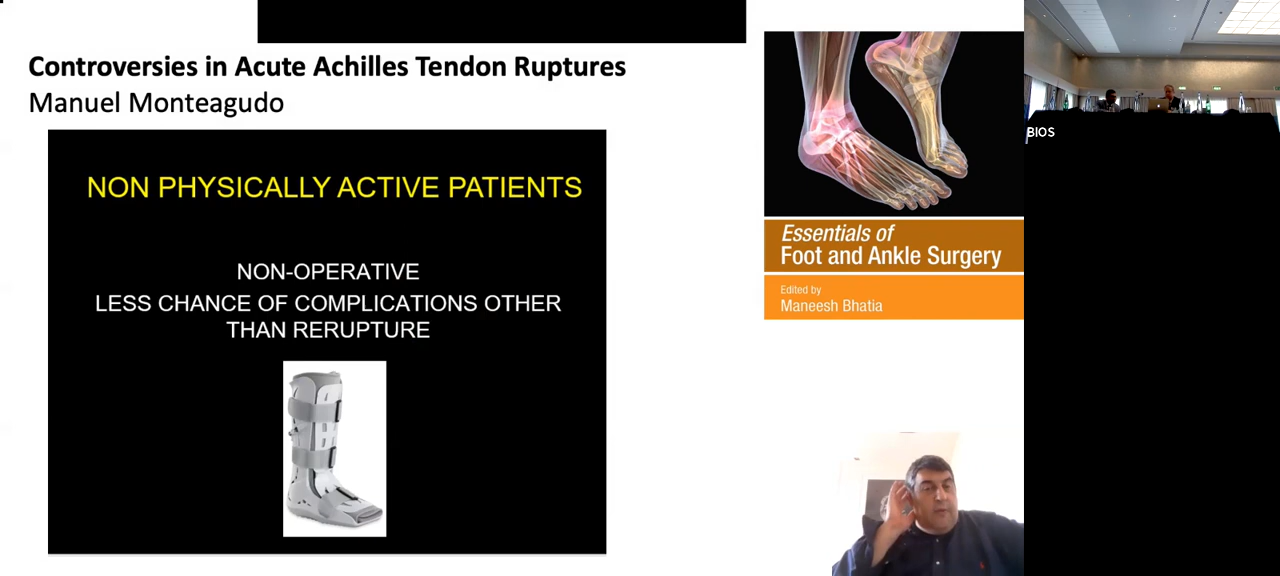 Controversies in Acute Achilles Tendon Ruptures
Manuel Monteagudo
NON PHYSICALLY ACTIVE PATIENTS
NON-OPERATIVE
LESS CHANCE OF COMPLICATIONS OTHER
THAN RERUPTURE
Essentials of
Foot and Ankle Surgery
Edited by
Maneesh Bhatia
BIOS